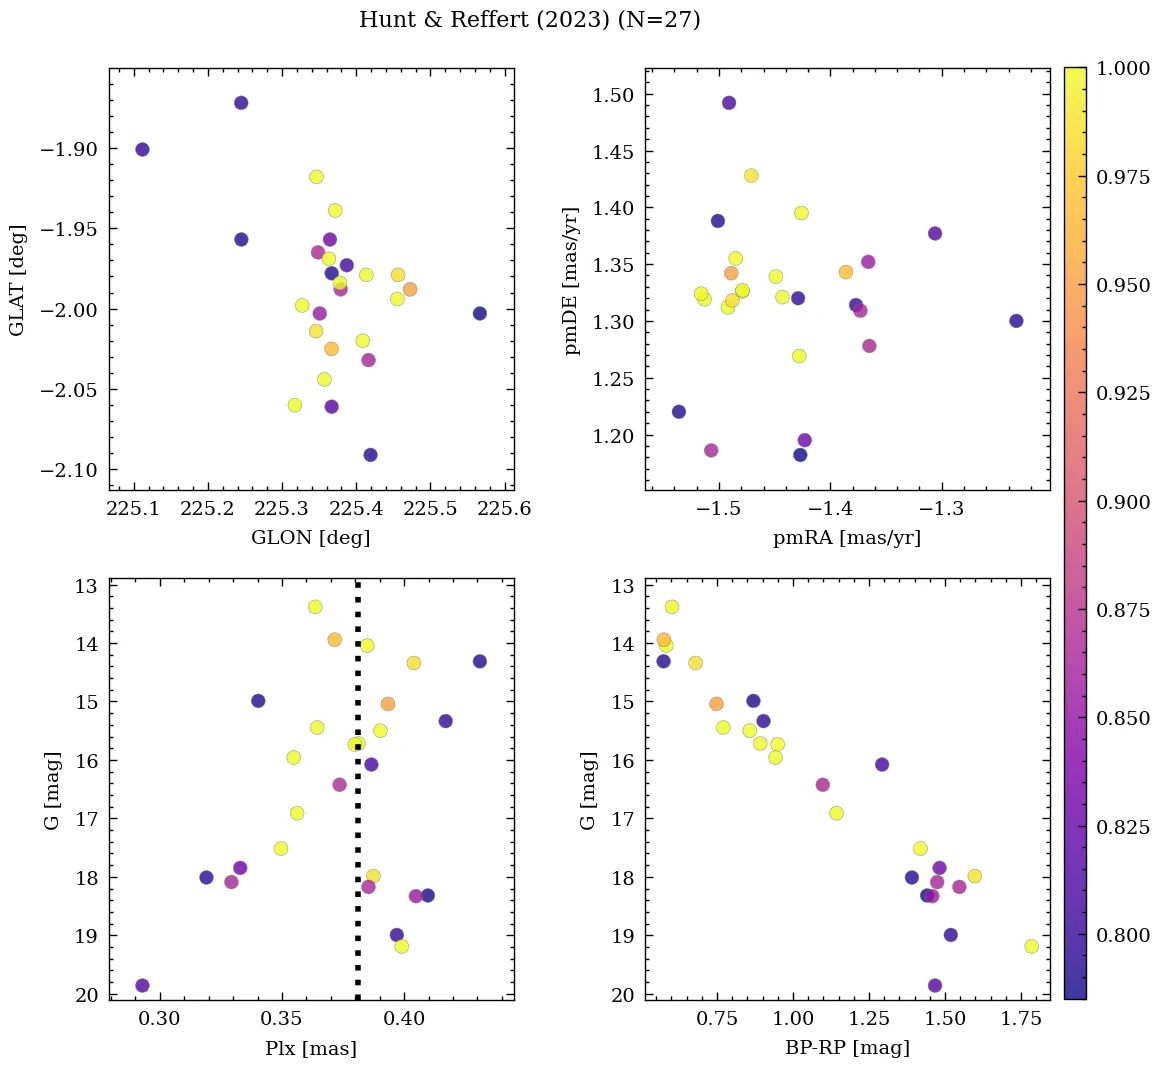 Hunt & Reffert (2023) (N=27)
−1.90
−1.95
−2.00
−2.05
−2.10
GLAT [deg]
225.1 225.2 225.3 225.4 225.5 225.6
GLON [deg]
1.50
1.45
1.40
1.35
1.30
1.25
1.20
pmDE [mas/yr]
−1.5 −1.4 −1.3
pmRA [mas/yr]
13
14
15
16
17
18
19
20
G [mag]
0.30 0.35 0.40
Plx [mas]
13
14
15
16
17
18
19
20
G [mag]
0.75 1.00 1.25 1.50 1.75
BP-RP [mag]
1.000
0.975
0.950
0.925
0.900
0.875
0.850
0.825
0.800